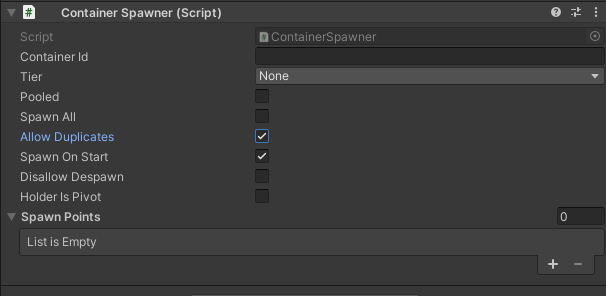 Container Spawner (Script)
Script ContainerSpawner
Container Id
Tier None
Pooled
Spawn All
Allow Duplicates
Spawn On Start
Disallow Despawn
Holder Is Pivot
Spawn Points 0
List is Empty
+ −